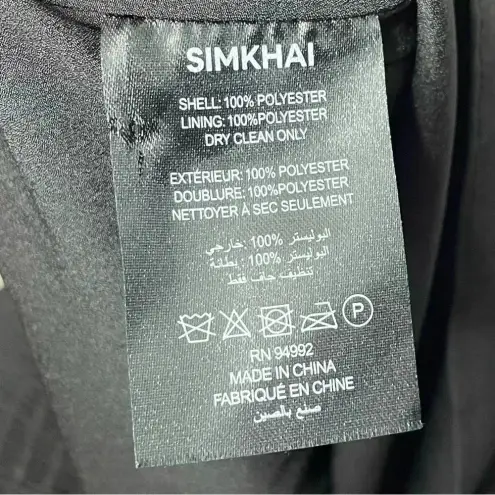 SIMKHAI
SHELL: 100% POLYESTER
LINING: 100%POLYESTER
DRY CLEAN ONLY
EXTÉRIEUR: 100% POLYESTER
DOUBLURE: 100% POLYESTER
NETTOYER À SEC SEULEMENT
البوليستر 100% :خارجي
البوليستر 100% : بطانة
تنظيف جاف فقط
P
RN 94992
MADE IN CHINA
FABRIQUÉ EN CHINE
صنع بالصين